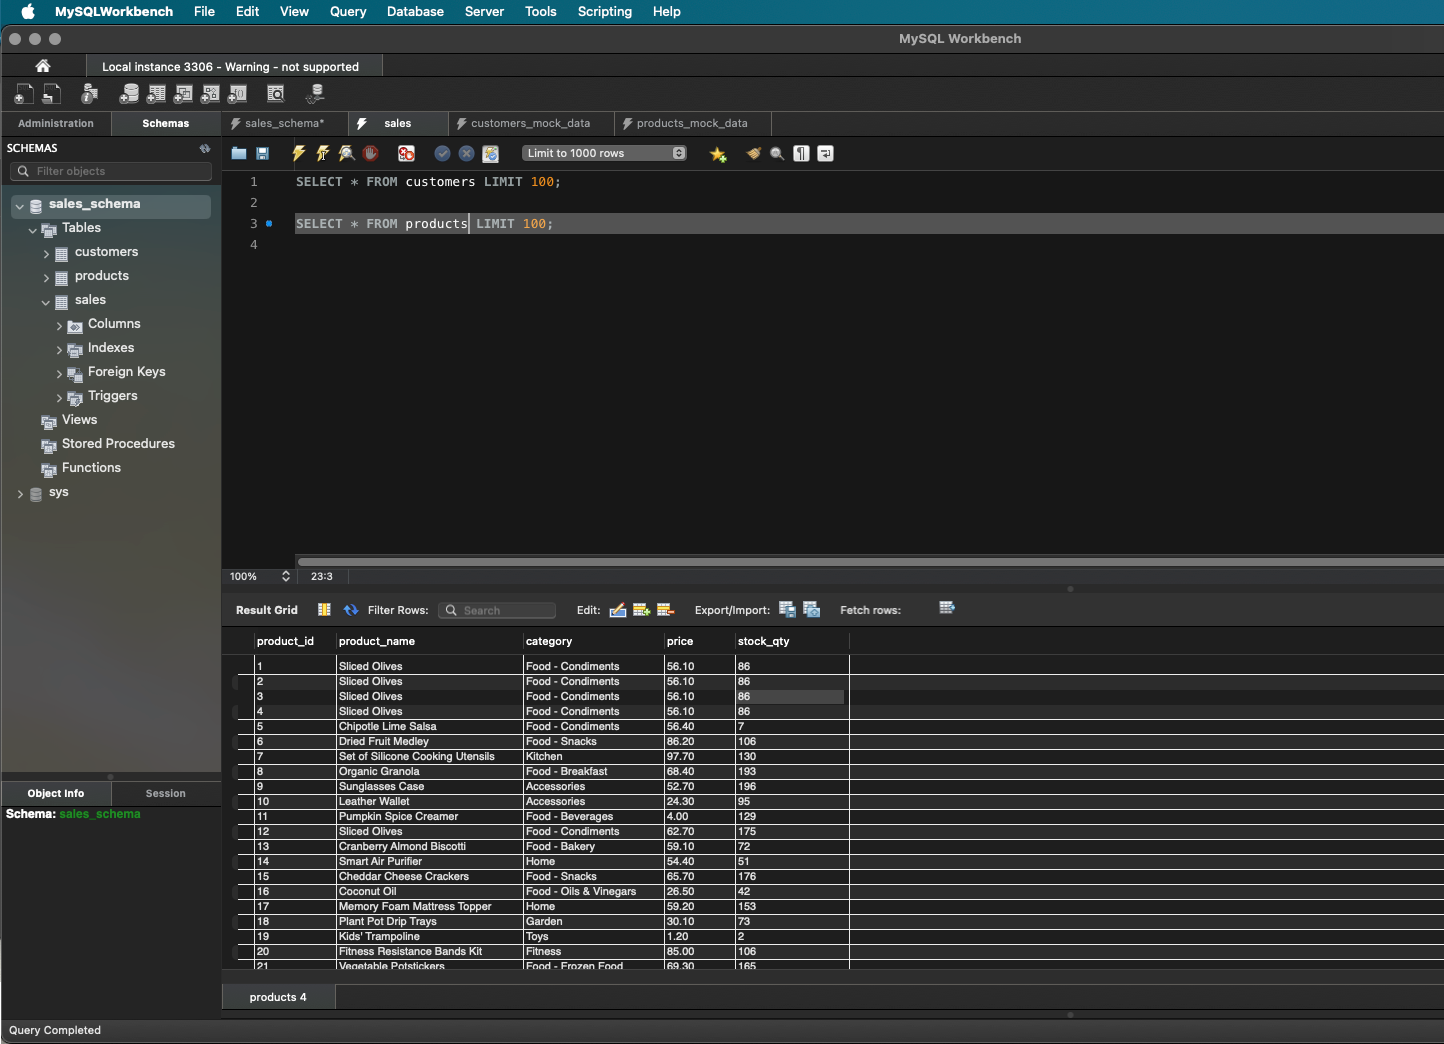 MySQLWorkbench File Edit View Query Database Server Tools Scripting Help
MySQL Workbench
Local instance 3306 - Warning - not supported
Administration Schemas sales_schema* sales customers_mock_data products_mock_data
SCHEMAS
Limit to 1000 rows
Filter objects
sales_schema
Tables
customers
products
sales
Columns
Indexes
Foreign Keys
Triggers
Views
Stored Procedures
Functions
sys
1 SELECT * FROM customers LIMIT 100;
2
3 SELECT * FROM products LIMIT 100;
4
100% 23:3
Result Grid Filter Rows: Search Edit: Export/Import: Fetch rows:
product_id product_name category price stock_qty
1 Sliced Olives Food - Condiments 56.10 86
2 Sliced Olives Food - Condiments 56.10 86
3 Sliced Olives Food - Condiments 56.10 86
4 Sliced Olives Food - Condiments 56.10 86
5 Chipotle Lime Salsa Food - Condiments 56.40 7
6 Dried Fruit Medley Food - Snacks 86.20 106
7 Set of Silicone Cooking Utensils Kitchen 97.70 130
8 Organic Granola Food - Breakfast 68.40 193
9 Sunglasses Case Accessories 52.70 196
10 Leather Wallet Accessories 24.30 95
11 Pumpkin Spice Creamer Food - Beverages 4.00 129
12 Sliced Olives Food - Condiments 62.70 175
13 Cranberry Almond Biscotti Food - Bakery 59.10 72
14 Smart Air Purifier Home 54.40 51
15 Cheddar Cheese Crackers Food - Snacks 65.70 176
16 Coconut Oil Food - Oils & Vinegars 26.50 42
17 Memory Foam Mattress Topper Home 59.20 153
18 Plant Pot Drip Trays Garden 30.10 73
19 Kids' Trampoline Toys 1.20 2
20 Fitness Resistance Bands Kit Fitness 85.00 106
21 Vegetable Potstickers Food - Frozen Food 69.30 165
Object Info Session
Schema: sales_schema
products 4
Query Completed